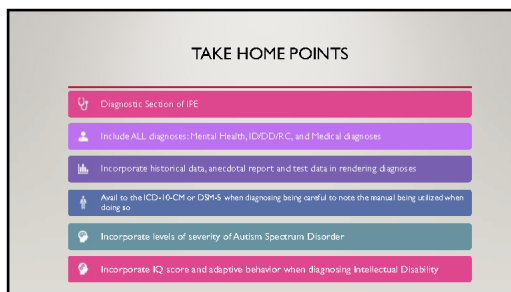 TAKE HOME POINTS
Diagnostic Section of IPE
Include ALL diagnoses: Mental Health, ID/DD/RC, and Medical diagnoses
Incorporate historical data, anecdotal report and test data in rendering diagnoses
Avail to the ICD-10-CM or DSM-5 when diagnosing being careful to note the manual being utilized when
doing so
Incorporate levels of severity of Autism Spectrum Disorder
Incorporate IQ score and adaptive behavior when diagnosing Intellectual Disability